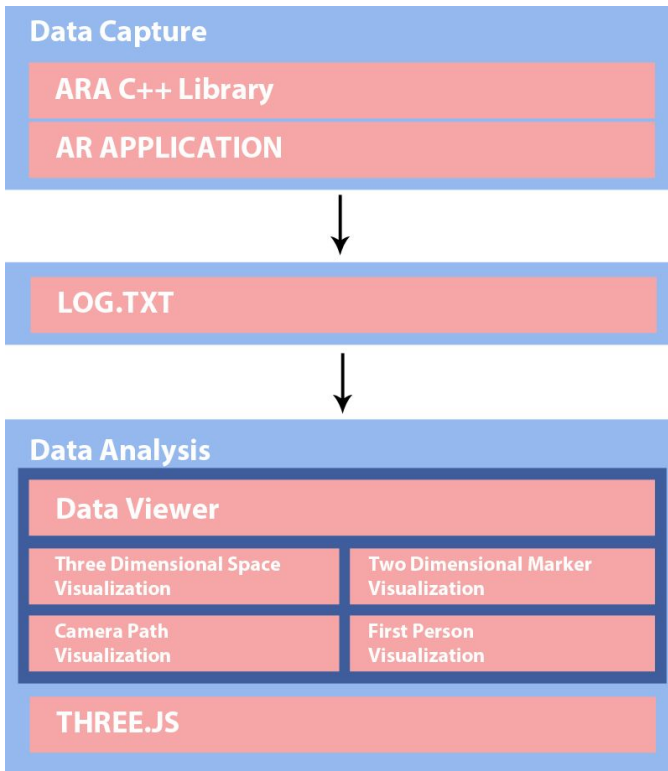 Data Capture
ARA C++ Library
AR APPLICATION
LOG.TXT
Data Analysis
Data Viewer
Three Dimensional Space
Visualization
Two Dimensional Marker
Visualization
Camera Path
Visualization
First Person
Visualization
THREE.JS